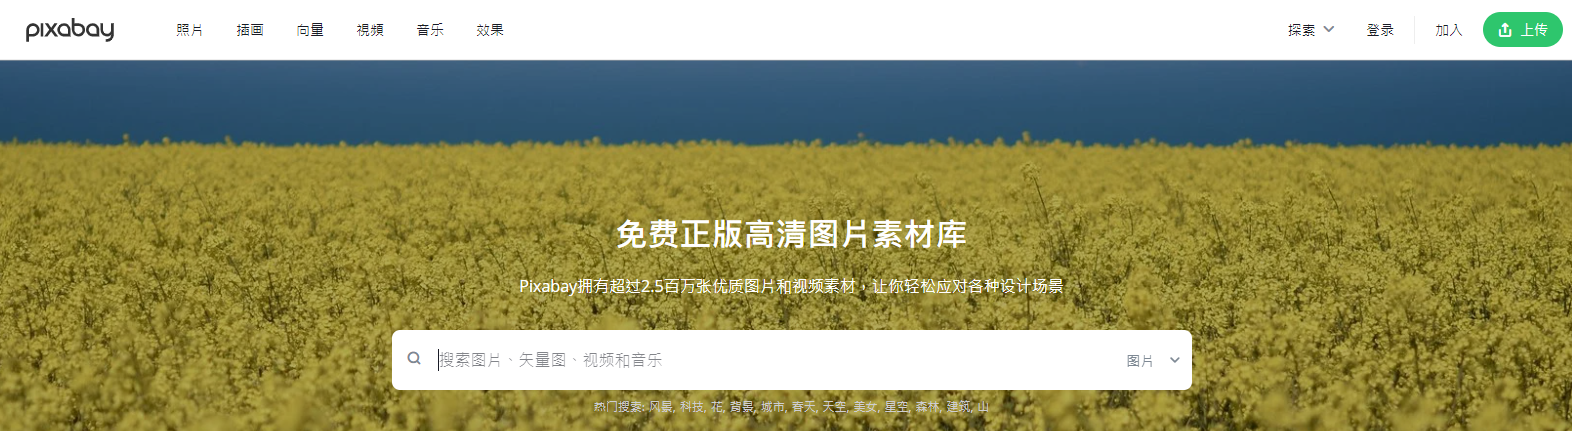 pixabay 照片 插画 向量 视频 音乐 效果 探索 登录 加入 上传
免费正版高清图片素材库
Pixabay拥有超过2.5百万张优质图片和视频素材，让你轻松应对各种设计场景
搜索图片、矢量图、视频和音乐 图片
热门搜索: 风景, 科技, 花, 背景, 城市, 春天, 天空, 美女, 星空, 森林, 建筑, 山